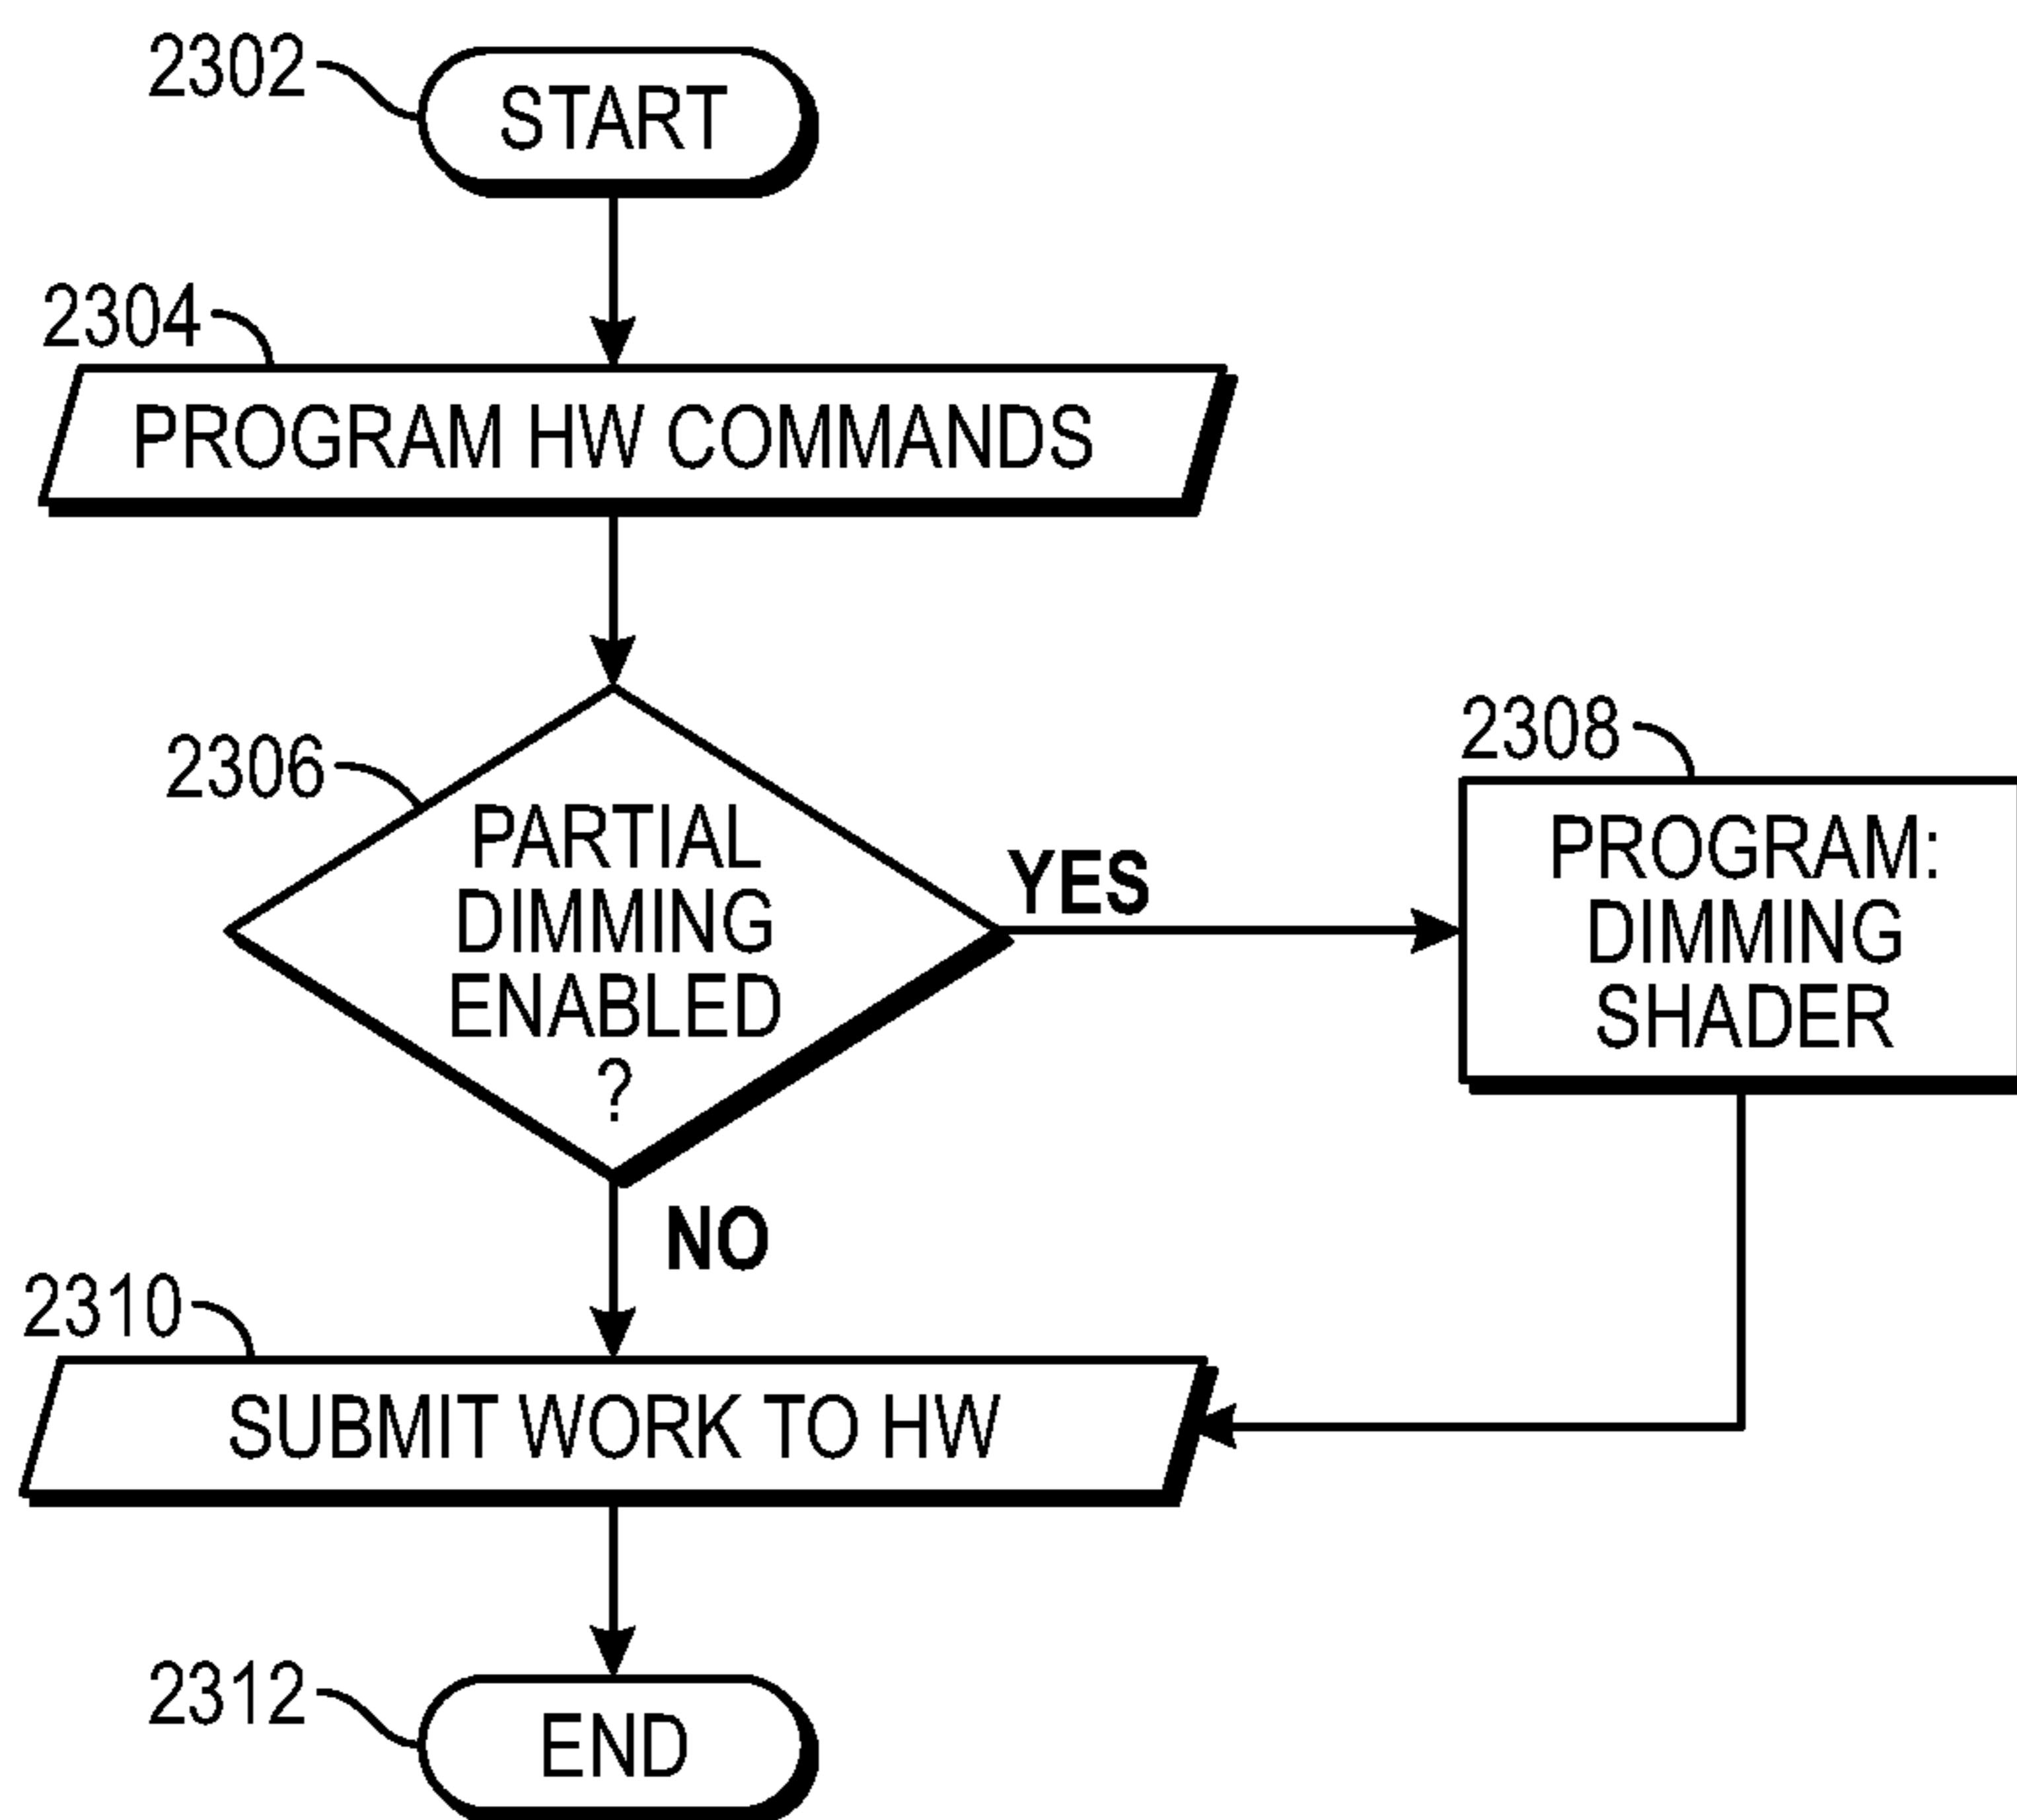 2302
START
2304
PROGRAM HW COMMANDS
2306
PARTIAL
DIMMING
ENABLED
?
YES
2308
PROGRAM:
DIMMING
SHADER
NO
2310
SUBMIT WORK TO HW
2312
END